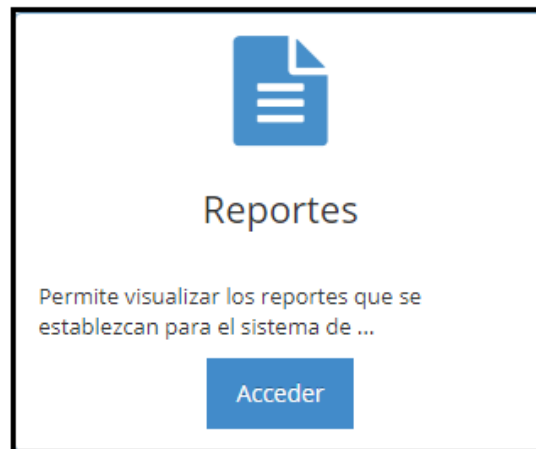 Reportes
Permite visualizar los reportes que se
establezcan para el sistema de ...
Acceder